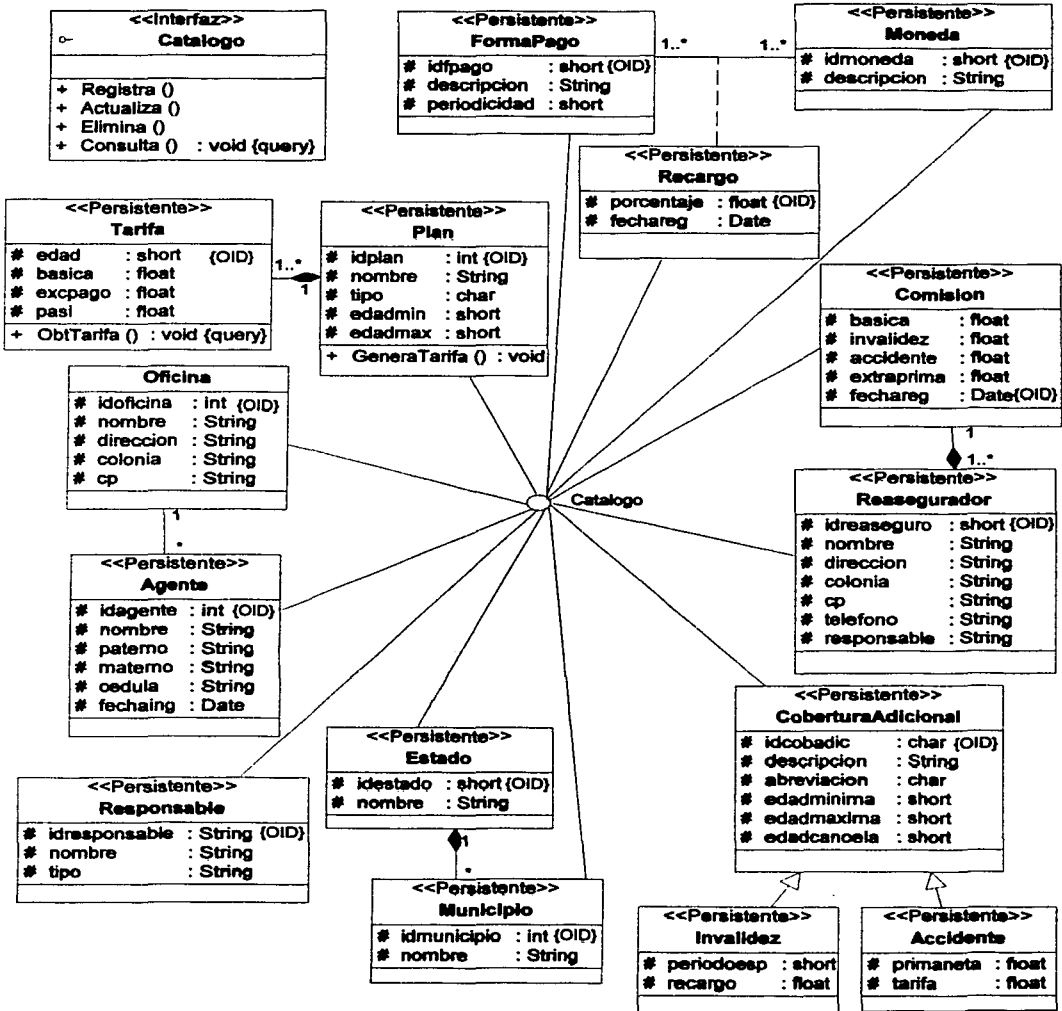 <<Interfaz>>
Catalogo
+ Registra ()
+ Actualiza ()
+ Elimina ()
+ Consulta () : void {query}
<<Persistente>>
FormaPago
# idfpago : short {OID}
# descripcion : String
# periodicidad : short
1..* 1..*
<<Persistente>>
Moneda
# idmoneda : short {OID}
# descripcion : String
<<Persistente>>
Recargo
# porcentaje : float {OID}
# fechareg : Date
<<Persistente>>
Tarifa
# edad : short {OID}
# basica : float
# excpago : float
# pasi : float
+ ObtTarifa () : void {query}
1..*
1
<<Persistente>>
Plan
# idplan : int {OID}
# nombre : String
# tipo : char
# edadmin : short
# edadmax : short
+ GeneraTarifa () : void
<<Persistente>>
Comision
# basica : float
# invalidez : float
# accidente : float
# extraprima : float
# fechareg : Date{OID}
1
1..*
Oficina
# idoficina : int {OID}
# nombre : String
# direccion : String
# colonia : String
# cp : String
1
*
Catalogo
<<Persistente>>
Reasegurador
# idreaseguro : short {OID}
# nombre : String
# direccion : String
# colonia : String
# cp : String
# telefono : String
# responsable : String
<<Persistente>>
Agente
# idagente : int {OID}
# nombre : String
# paterno : String
# materno : String
# cedula : String
# fechaing : Date
<<Persistente>>
CoberturaAdicional
# idcobadic : char {OID}
# descripcion : String
# abreviacion : char
# edadminima : short
# edadmaxima : short
# edadcancela : short
<<Persistente>>
Estado
# idestado : short {OID}
# nombre : String
1
*
<<Persistente>>
Responsable
# idresponsable : String {OID}
# nombre : String
# tipo : String
<<Persistente>>
Municipio
# idmunicipio : int {OID}
# nombre : String
<<Persistente>>
Invalidez
# periodoesp : short
# recargo : float
<<Persistente>>
Accidente
# primaneta : float
# tarifa : float